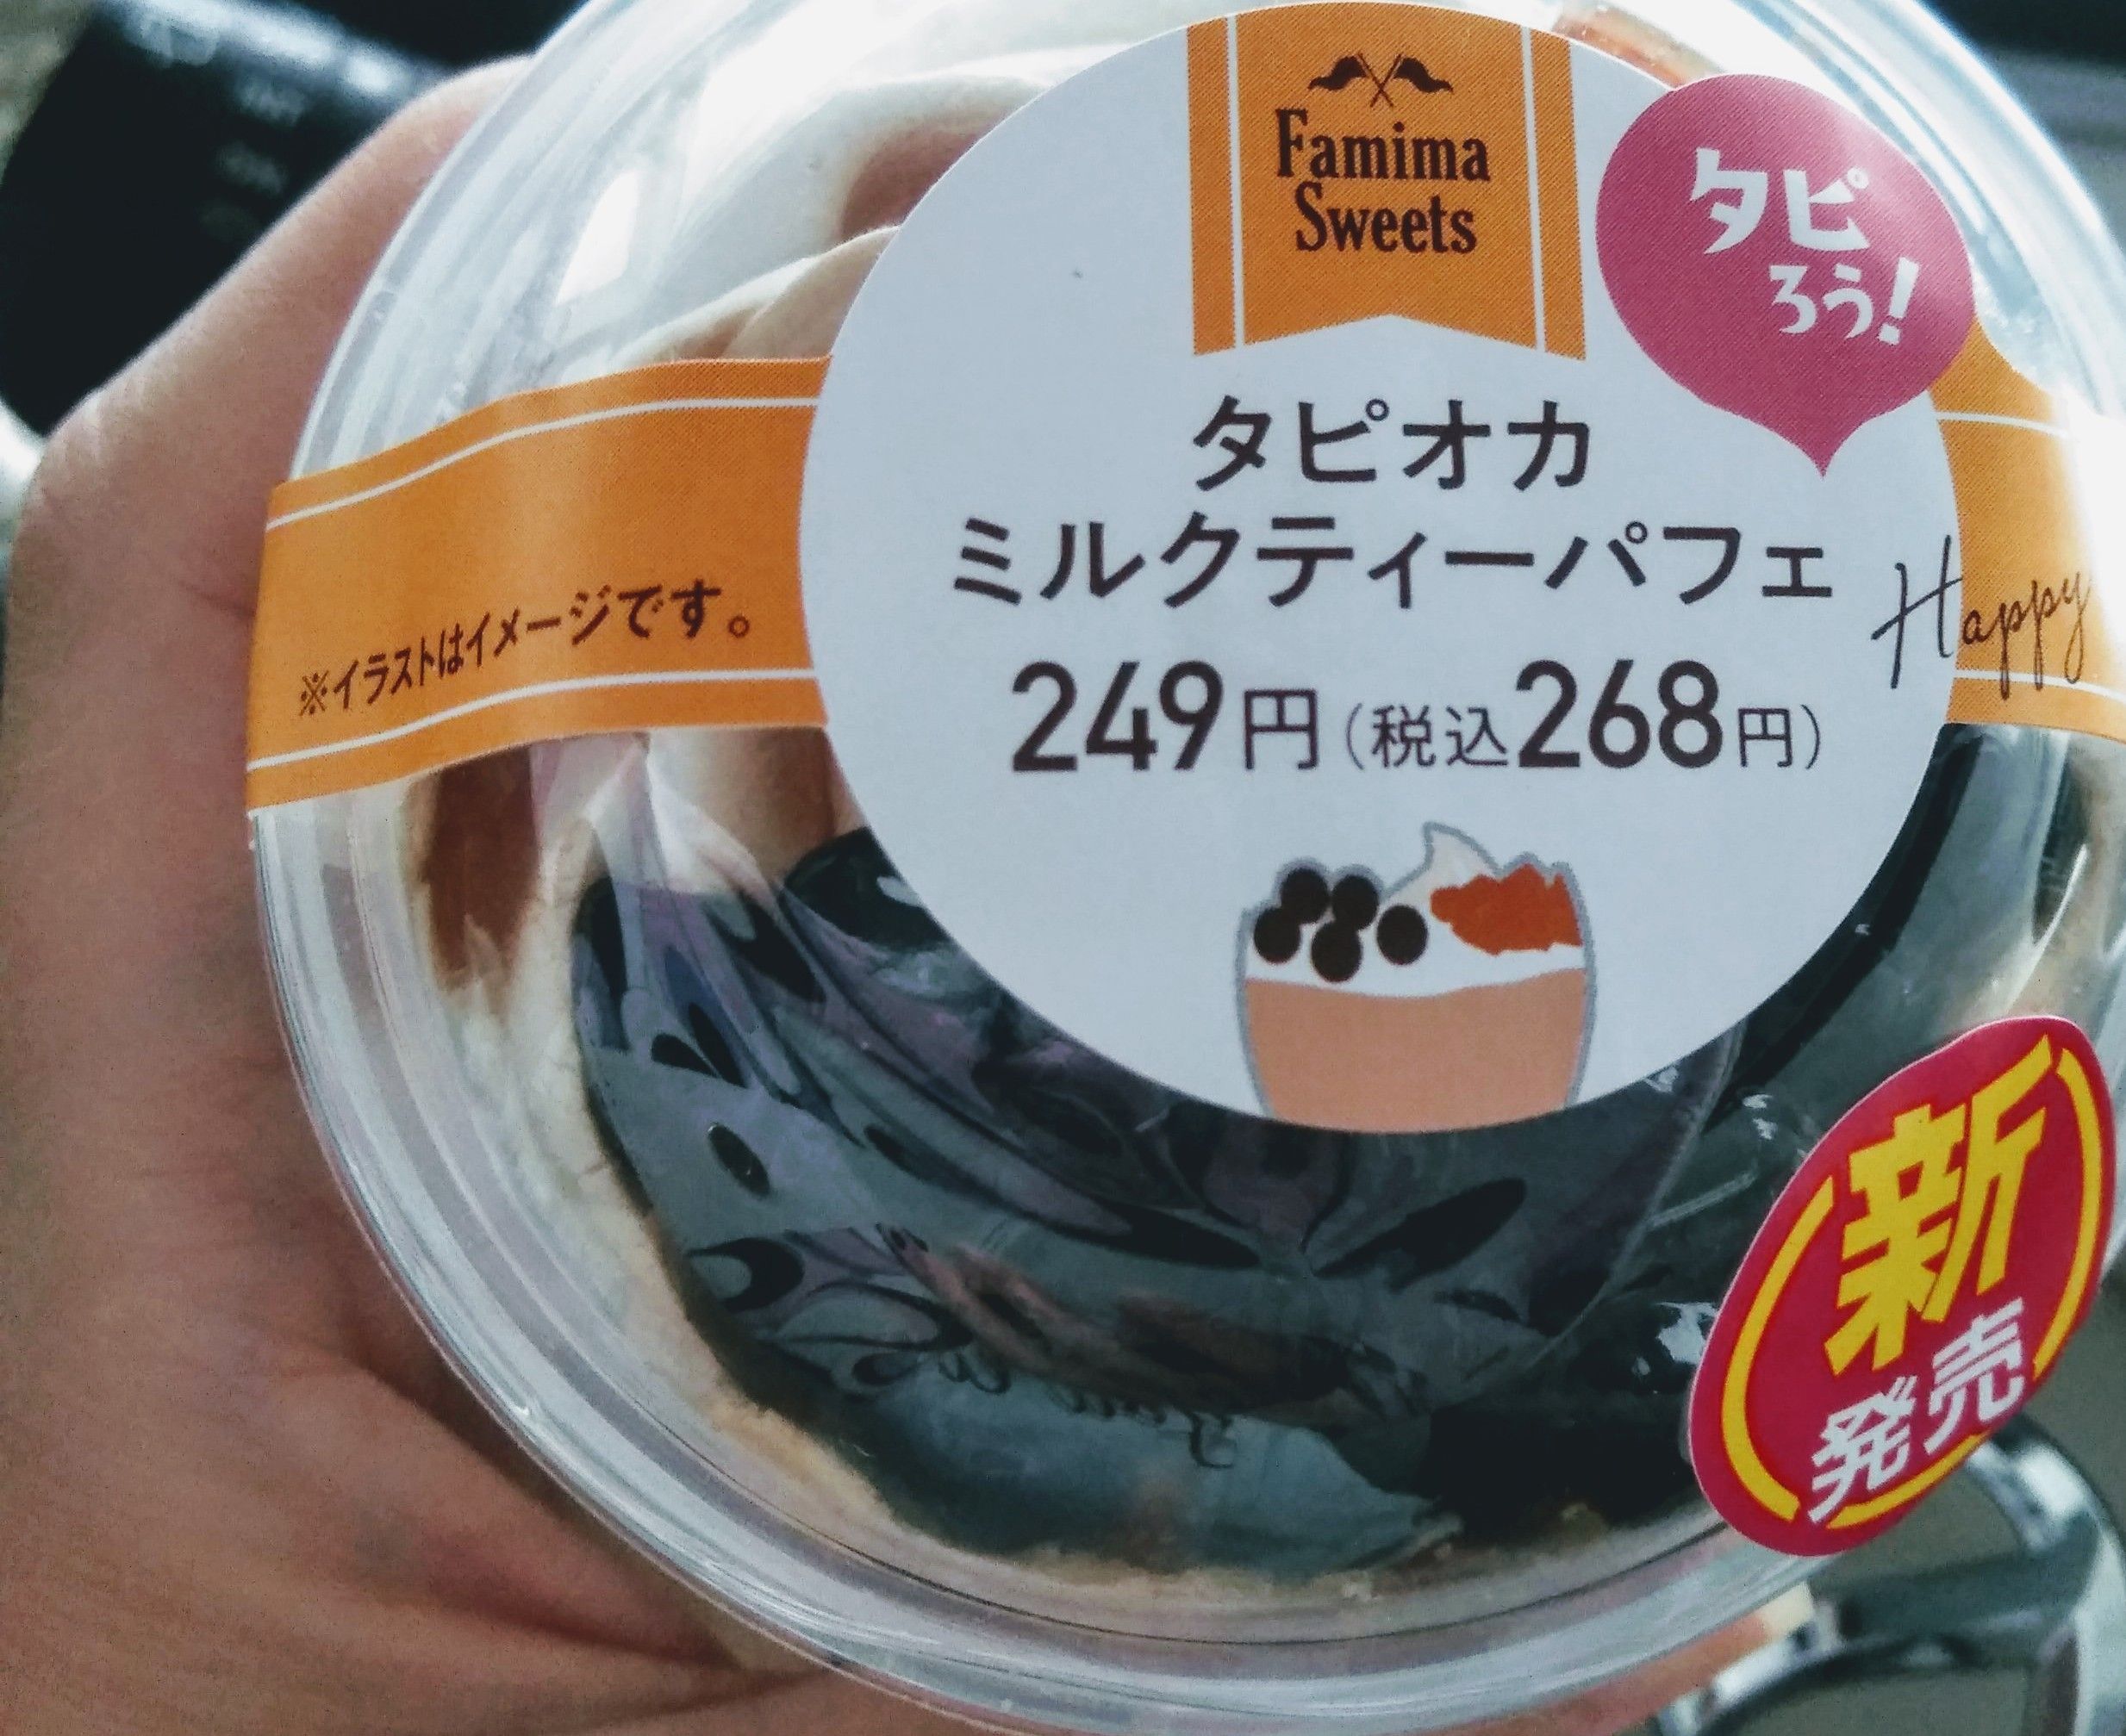 Famima
Sweets
タピ
ろう!
タピオカ
ミルクティーパフェ
249円(税込268円)
※イラストはイメージです。
Happy
新
発売